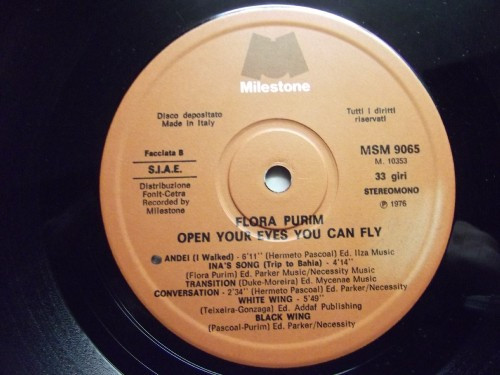 Milestone
Disco depositato
Made in Italy
Tutti i diritti
riservati
Facciata B
S.I.A.E.
Distribuzione
Fonit-Cetra
Recorded by
Milestone
MSM 9065
M. 10353
33 giri
STEREOMONO
℗ 1976
FLORA PURIM
OPEN YOUR EYES YOU CAN FLY
ANDEI (I Walked) - 6'11'' (Hermeto Pascoal) Ed. Ilza Music
INA'S SONG (Trip to Bahia) - 4'14''
(Flora Purim) Ed. Parker Music/Necessity Music
TRANSITION (Duke-Moreira) Ed. Mycenae Music
CONVERSATION - 2'34'' (Hermeto Pascoal) Ed. Parker/Necessity
WHITE WING - 5'49''
(Teixeira-Gonzaga) Ed. Addaf Publishing
BLACK WING
(Pascoal-Purim) Ed. Parker/Necessity